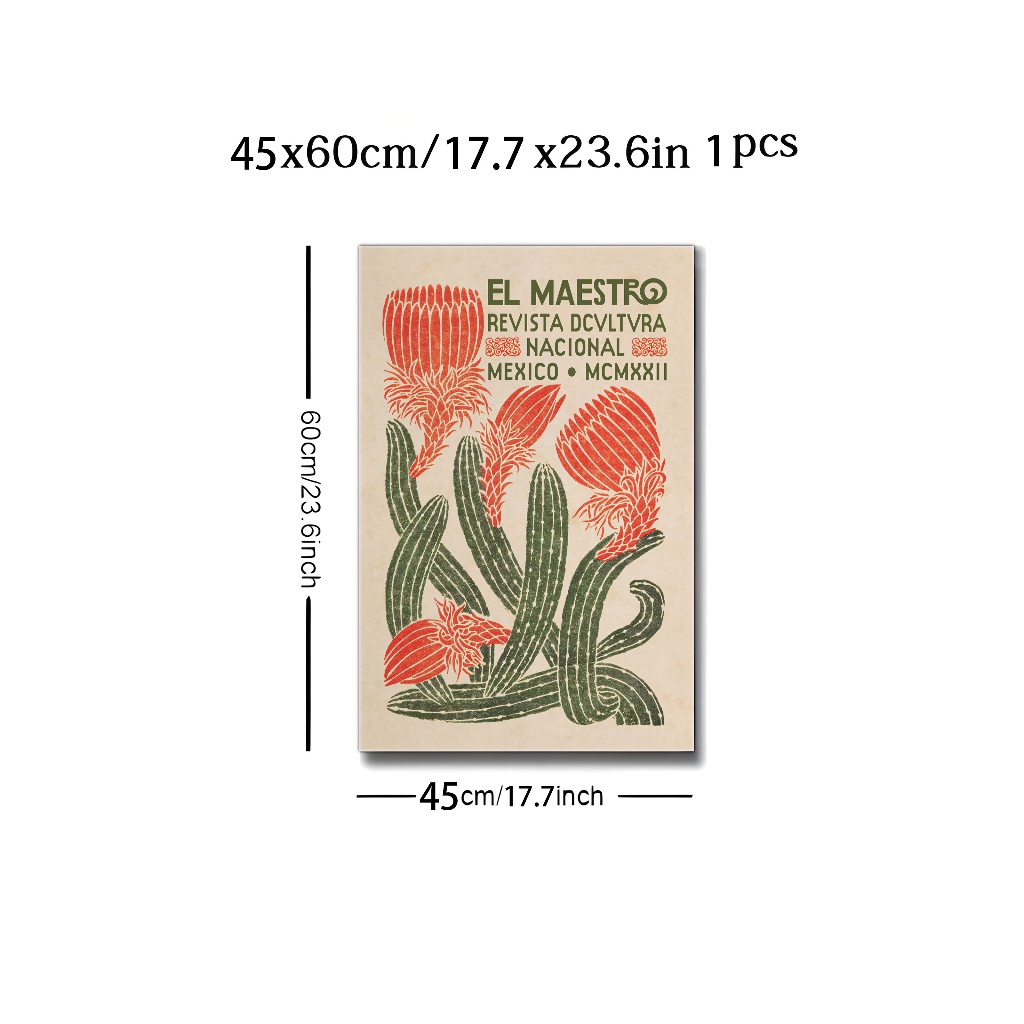 45x60cm/17.7 x23.6in 1pcs
EL MAESTRO
REVISTA DCVLTVRA
NACIONAL
MEXICO • MCMXXII
60cm/23.6inch
45cm/17.7inch